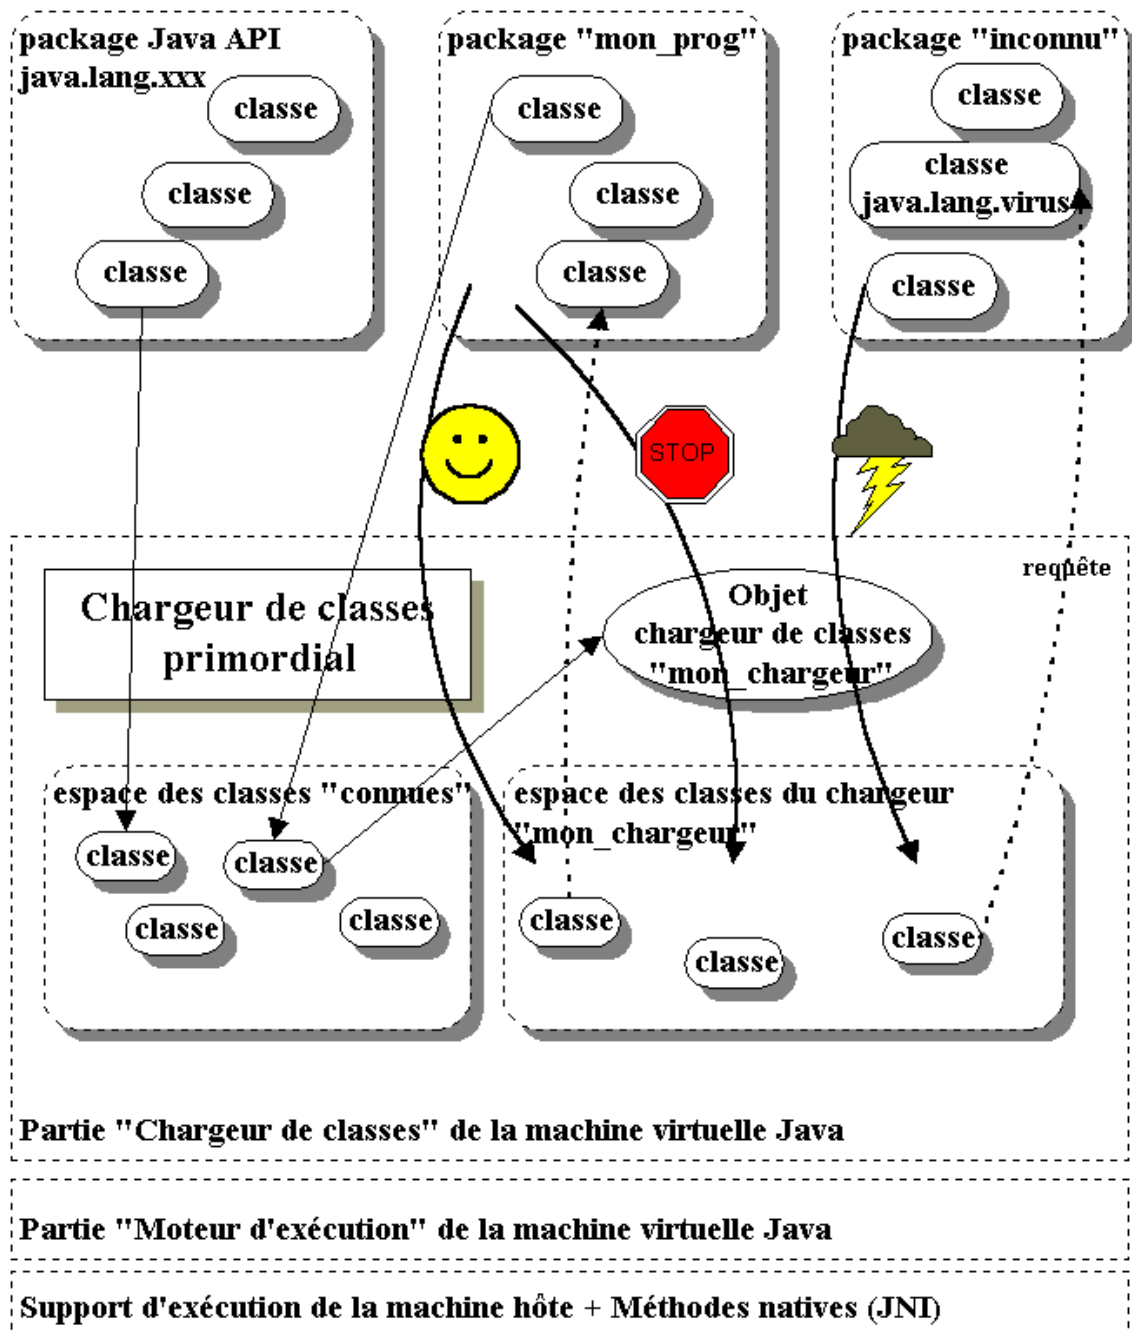 package Java API
java.lang.xxx
classe
classe
classe
package "mon_prog"
classe
classe
classe
package "inconnu"
classe
classe
java.lang.virus
classe
STOP
requête
Chargeur de classes
primordial
Objet
chargeur de classes
"mon_chargeur"
espace des classes "connues"
classe
classe
classe
classe
espace des classes du chargeur
"mon_chargeur"
classe
classe
classe
Partie "Chargeur de classes" de la machine virtuelle Java
Partie "Moteur d'exécution" de la machine virtuelle Java
Support d'exécution de la machine hôte + Méthodes natives (JNI)